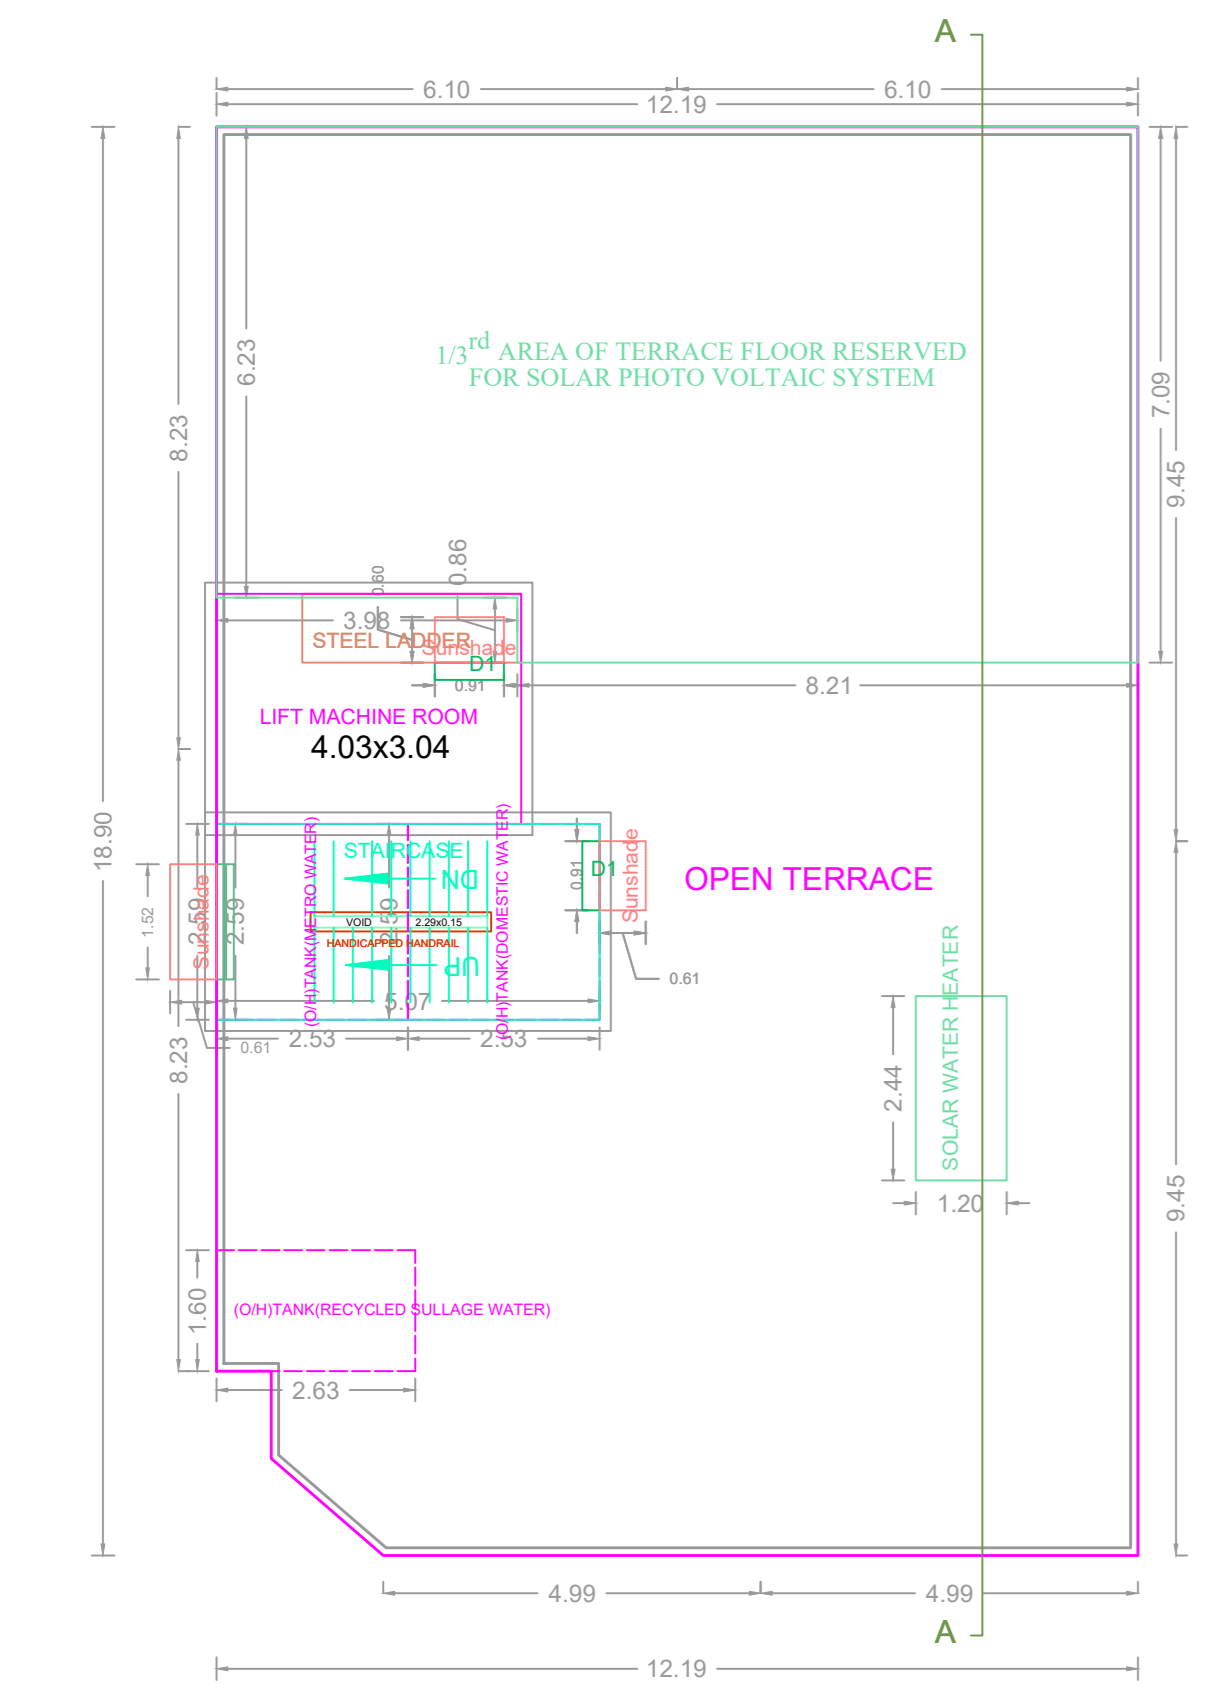 A
6.10
6.10
12.19
1/3rd AREA OF TERRACE FLOOR RESERVED
FOR SOLAR PHOTO VOLTAIC SYSTEM
6.23
7.09
8.23
9.45
0.86
0.60
3.98
STEEL LADDER
Sunshade
D1
0.91
8.21
LIFT MACHINE ROOM
4.03x3.04
18.90
(O/H)TANK(METRO WATER)
(O/H)TANK(DOMESTIC WATER)
STAIRCASE
DN
0.91
D1
Sunshade
OPEN TERRACE
1.52
Sunshade
2.59
2.59
2.59
VOID 2.29x0.15
HANDICAPPED HANDRAIL
UP
0.61
5.07
0.61
2.53
2.53
8.23
SOLAR WATER HEATER
2.44
1.20
9.45
1.60
(O/H)TANK(RECYCLED SULLAGE WATER)
2.63
4.99
4.99
A
12.19